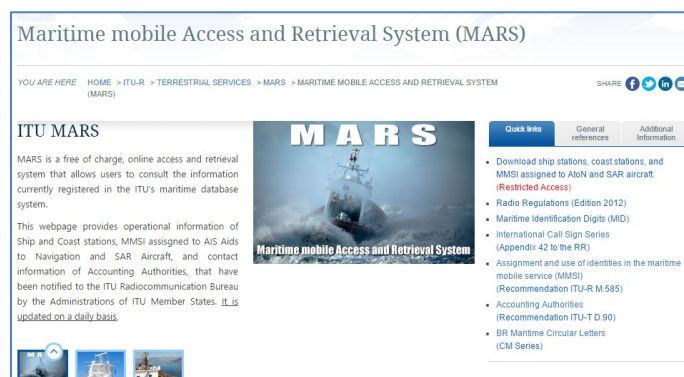 Maritime mobile Access and Retrieval System (MARS)
YOU ARE HERE HOME > ITU-R > TERRESTRIAL SERVICES > MARS > MARITIME MOBILE ACCESS AND RETRIEVAL SYSTEM
(MARS)
SHARE
ITU MARS
MARS is a free of charge, online access and retrieval
system that allows users to consult the information
currently registered in the ITU's maritime database
system.
This webpage provides operational information of
Ship and Coast stations, MMSI assigned to AIS Aids
to Navigation and SAR Aircraft, and contact
information of Accounting Authorities, that have
been notified to the ITU Radiocommunication Bureau
by the Administrations of ITU Member States. It is
updated on a daily basis.
MARS
Maritime mobile Access and Retrieval System
Quick links
General
references
Additional
Information
Download ship stations, coast stations, and
MMSI assigned to AtoN and SAR aircraft
(Restricted Access)
Radio Regulations (Edition 2012)
Maritime Identification Digits (MID)
International Call Sign Series
(Appendix 42 to the RR)
Assignment and use of identities in the maritime
mobile service (MMSI)
(Recommendation ITU-R M.585)
Accounting Authorities
(Recommendation ITU-T D.90)
BR Maritime Circular Letters
(CM Series)